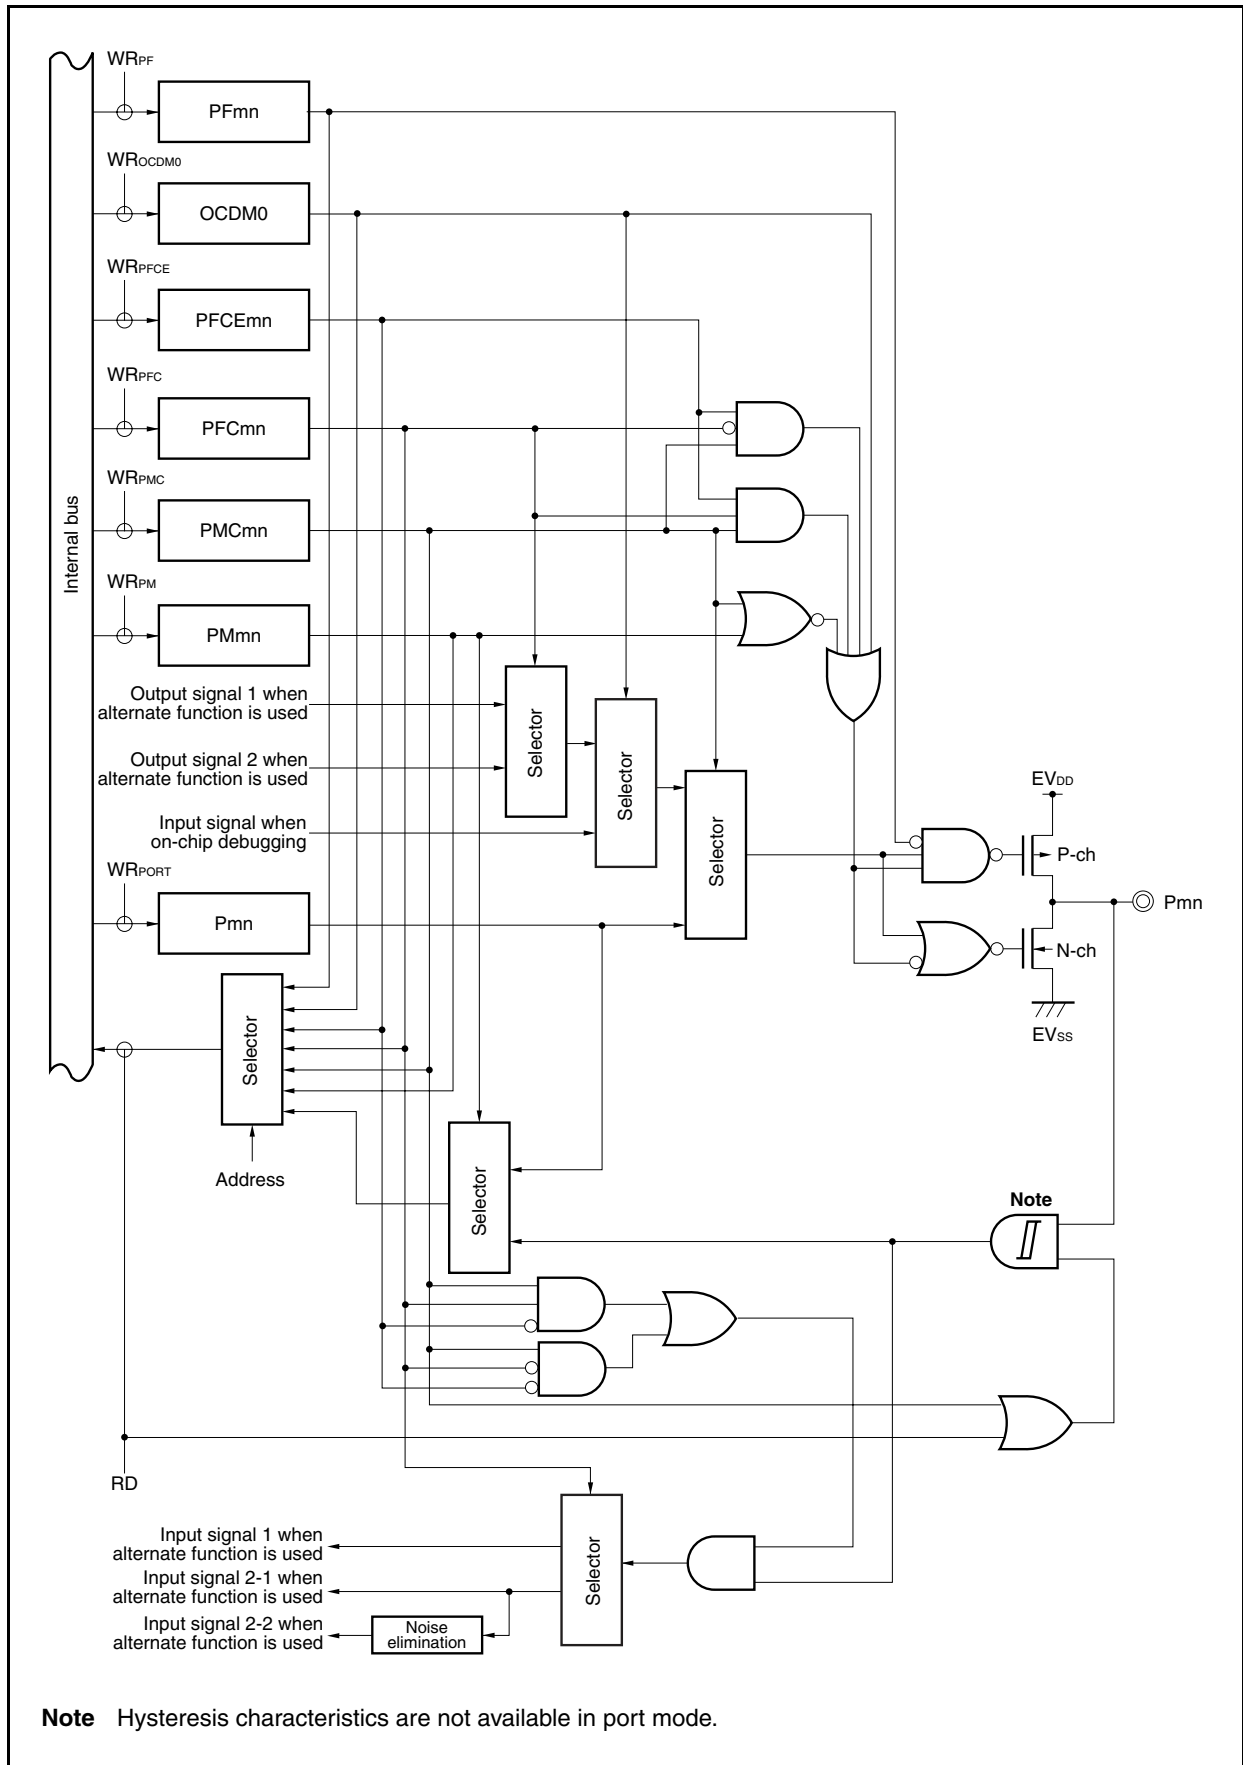 WRPF
PFmn
WROCDM0
OCDM0
WRPFCE
PFCEmn
WRPFC
PFCmn
WRPMC
PMCmn
Internal bus
WRPM
PMmn
Output signal 1 when
alternate function is used
Output signal 2 when
alternate function is used
Input signal when
on-chip debugging
Selector
Selector
Selector
WRPORT
Pmn
EVDD
P-ch
Pmn
N-ch
EVSS
Selector
Address
Selector
Note
RD
Input signal 1 when
alternate function is used
Input signal 2-1 when
alternate function is used
Input signal 2-2 when
alternate function is used
Noise
elimination
Selector
Note Hysteresis characteristics are not available in port mode.